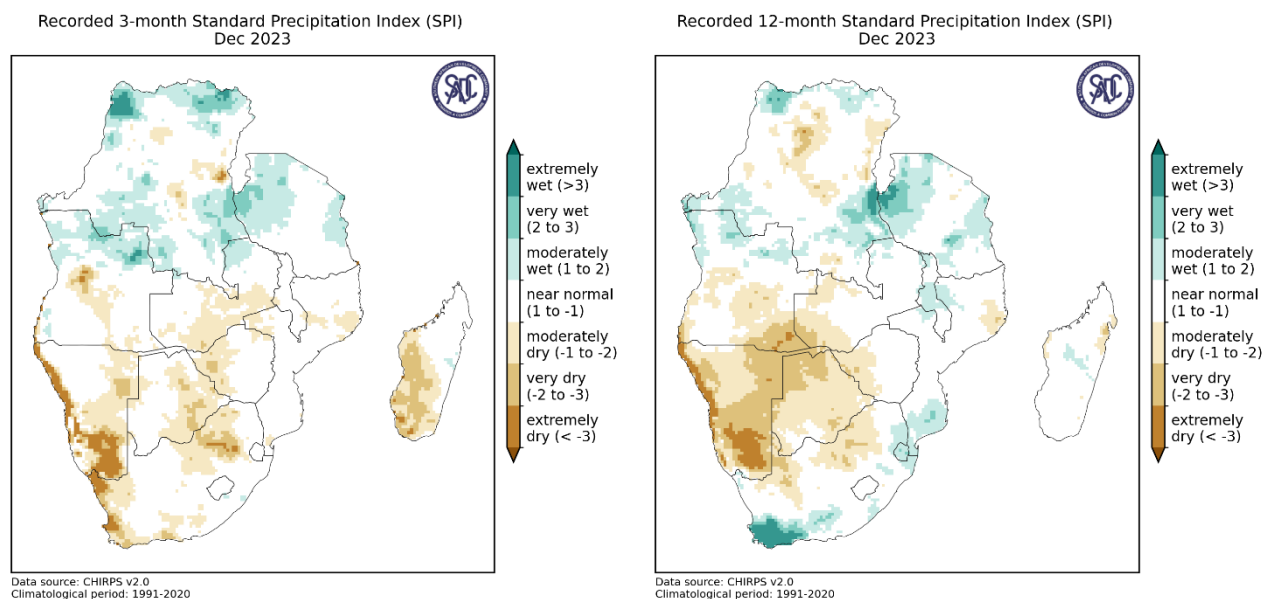 Recorded 3-month Standard Precipitation Index (SPI)
Dec 2023
SADC
extremely
wet (>3)
very wet
(2 to 3)
moderately
wet (1 to 2)
near normal
(1 to -1)
moderately
dry (-1 to -2)
very dry
(-2 to -3)
extremely
dry (< -3)
Data source: CHIRPS v2.0
Climatological period: 1991-2020
Recorded 12-month Standard Precipitation Index (SPI)
Dec 2023
SADC
extremely
wet (>3)
very wet
(2 to 3)
moderately
wet (1 to 2)
near normal
(1 to -1)
moderately
dry (-1 to -2)
very dry
(-2 to -3)
extremely
dry (< -3)
Data source: CHIRPS v2.0
Climatological period: 1991-2020